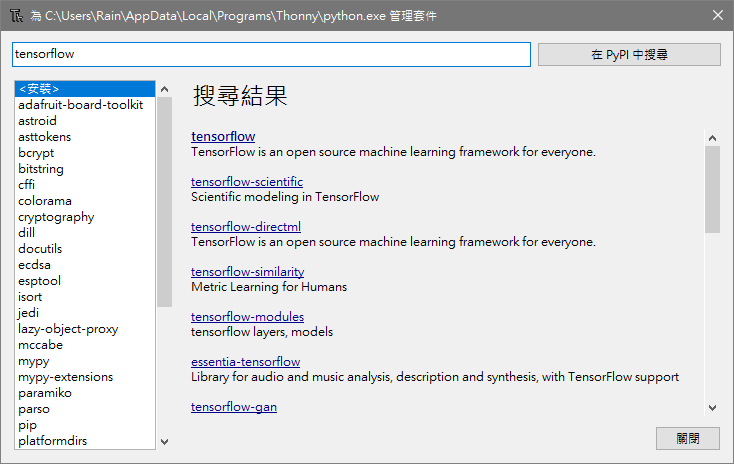 為 C:\Users\Rain\AppData\Local\Programs\Thonny\python.exe 管理套件
tensorflow
在 PyPI 中搜尋
<安裝>
adafruit-board-toolkit
astroid
asttokens
bcrypt
bitstring
cffi
colorama
cryptography
dill
docutils
ecdsa
esptool
isort
jedi
lazy-object-proxy
mccabe
mypy
mypy-extensions
paramiko
parso
pip
platformdirs
搜尋結果
tensorflow
TensorFlow is an open source machine learning framework for everyone.
tensorflow-scientific
Scientific modeling in TensorFlow
tensorflow-directml
TensorFlow is an open source machine learning framework for everyone.
tensorflow-similarity
Metric Learning for Humans
tensorflow-modules
tensorflow layers, models
essentia-tensorflow
Library for audio and music analysis, description and synthesis, with TensorFlow support
tensorflow-gan
關閉